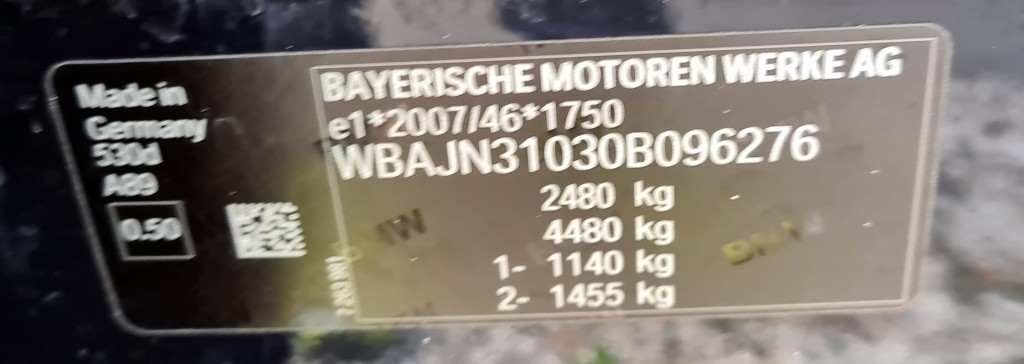 Made in
Germany
530d
A89
0.50
BAYERISCHE MOTOREN WERKE AG
e1*2007/46*1750
WBAJN31030B096276
2480 kg
4480 kg
1- 1140 kg
2- 1455 kg
BMW